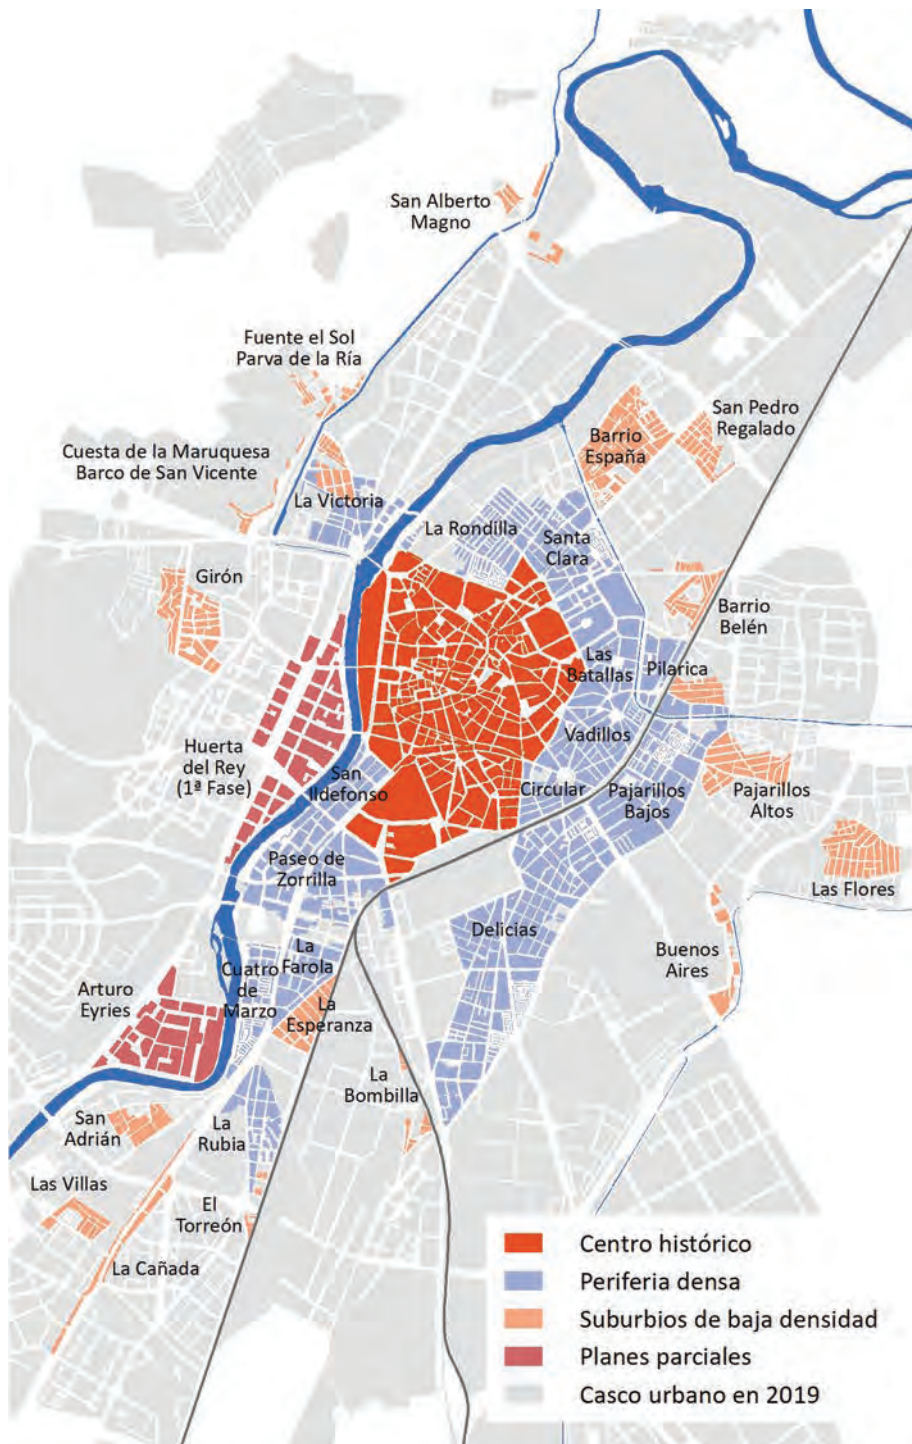 San Alberto
Magno
Fuente el Sol
Parva de la Ría
San Pedro
Regalado
Barrio
España
Cuesta de la Maruquesa
Barco de San Vicente
La Victoria
La Rondilla
Santa
Clara
Girón
Barrio
Belén
Las
Batallas
Pilarica
Vadillos
Huerta
del Rey
(1ª Fase)
San
Ildefonso
Circular
Pajarillos
Bajos
Pajarillos
Altos
Paseo de
Zorrilla
Las Flores
Delicias
La
Farola
Buenos
Aires
Cuatro
de
Marzo
Arturo
Eyries
La
Esperanza
La
Bombilla
San
Adrián
La
Rubia
Las Villas
El
Torreón
La Cañada
Centro histórico
Periferia densa
Suburbios de baja densidad
Planes parciales
Casco urbano en 2019